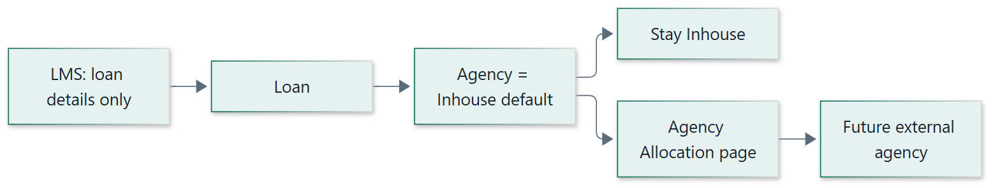 LMS: loan
details only
Loan
Agency =
Inhouse default
Stay Inhouse
Agency
Allocation page
Future external
agency